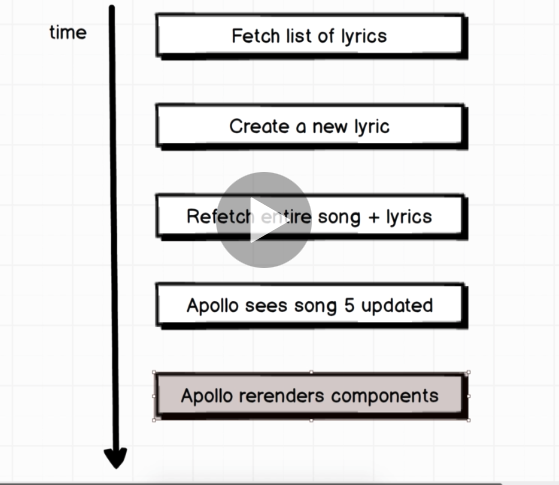 time
Fetch list of lyrics
Create a new lyric
Refetch entire song + lyrics
Apollo sees song 5 updated
Apollo rerenders components